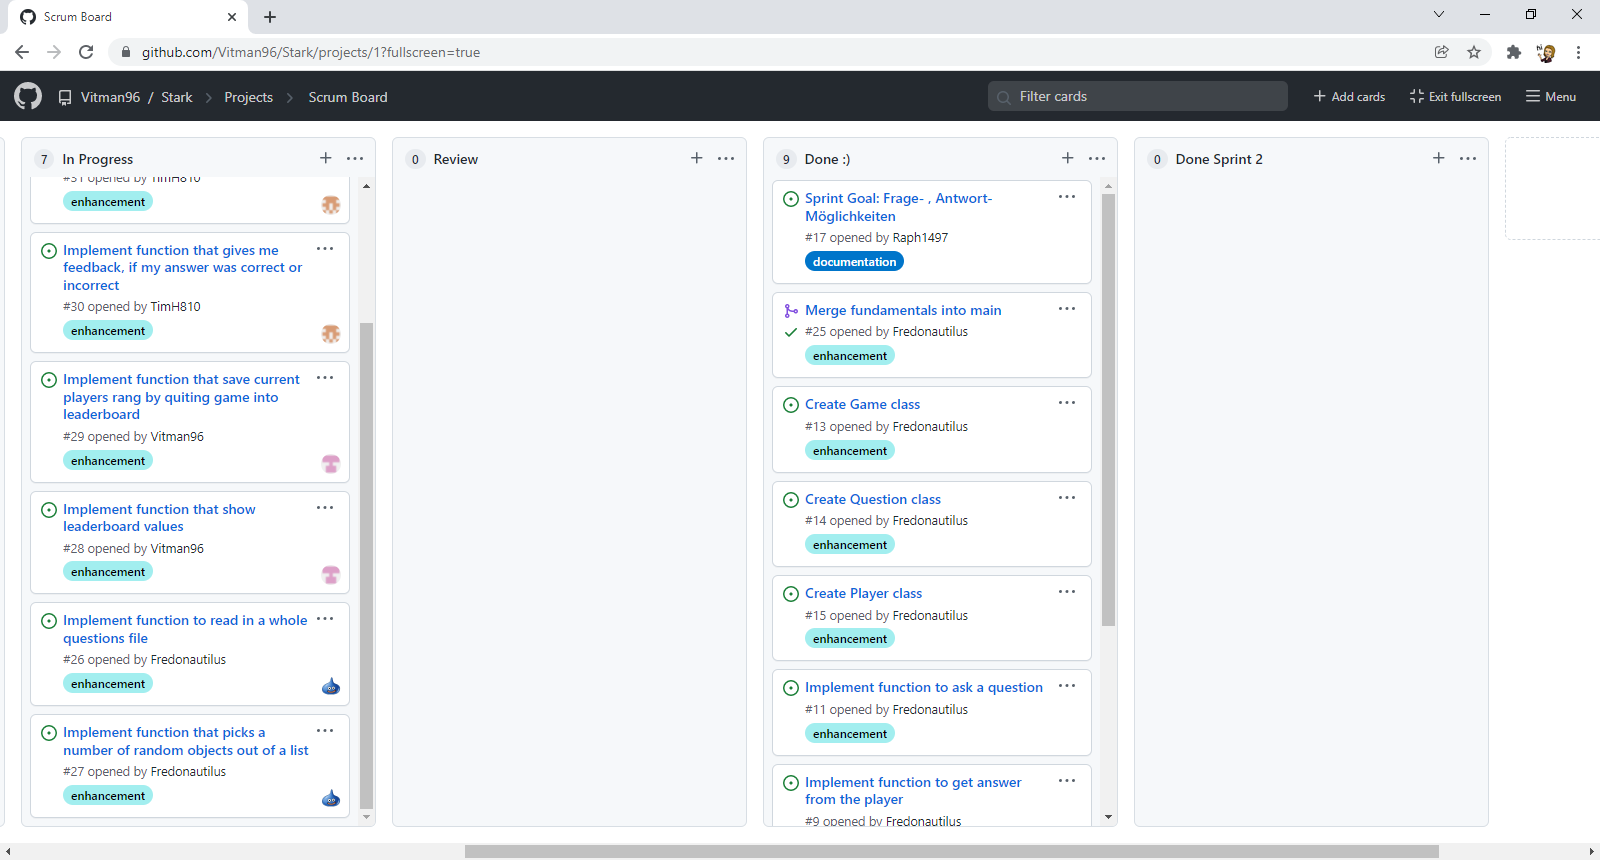 Scrum Board
github.com/Vitman96/Stark/projects/1?fullscreen=true
Vitman96 / Stark
Projects
Scrum Board
Filter cards
Add cards
Exit fullscreen
Menu
7 In Progress
#31 opened by TimH810
enhancement
Implement function that gives me
feedback, if my answer was correct or
incorrect
#30 opened by TimH810
enhancement
Implement function that save current
players rang by quiting game into
leaderboard
#29 opened by Vitman96
enhancement
Implement function that show
leaderboard values
#28 opened by Vitman96
enhancement
Implement function to read in a whole
questions file
#26 opened by Fredonautilus
enhancement
Implement function that picks a
number of random objects out of a list
#27 opened by Fredonautilus
enhancement
0 Review
9 Done :)
Sprint Goal: Frage- , Antwort-
Möglichkeiten
#17 opened by Raph1497
documentation
Merge fundamentals into main
#25 opened by Fredonautilus
enhancement
Create Game class
#13 opened by Fredonautilus
enhancement
Create Question class
#14 opened by Fredonautilus
enhancement
Create Player class
#15 opened by Fredonautilus
enhancement
Implement function to ask a question
#11 opened by Fredonautilus
enhancement
Implement function to get answer
from the player
#9 opened by Fredonautilus
0 Done Sprint 2